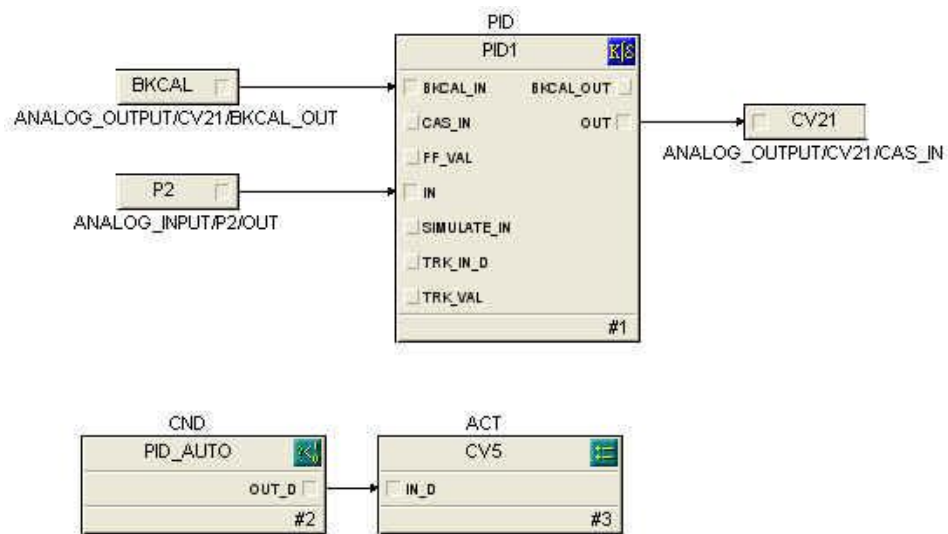 PID
PID1
BKCAL
ANALOG_OUTPUT/CV21/BKCAL_OUT
BKCAL_IN BKCAL_OUT
CAS_IN OUT
CV21
ANALOG_OUTPUT/CV21/CAS_IN
FF_VAL
P2
ANALOG_INPUT/P2/OUT
IN
SIMULATE_IN
TRK_IN_D
TRK_VAL
#1
CND
PID_AUTO
OUT_D
#2
ACT
CV5
IN_D
#3